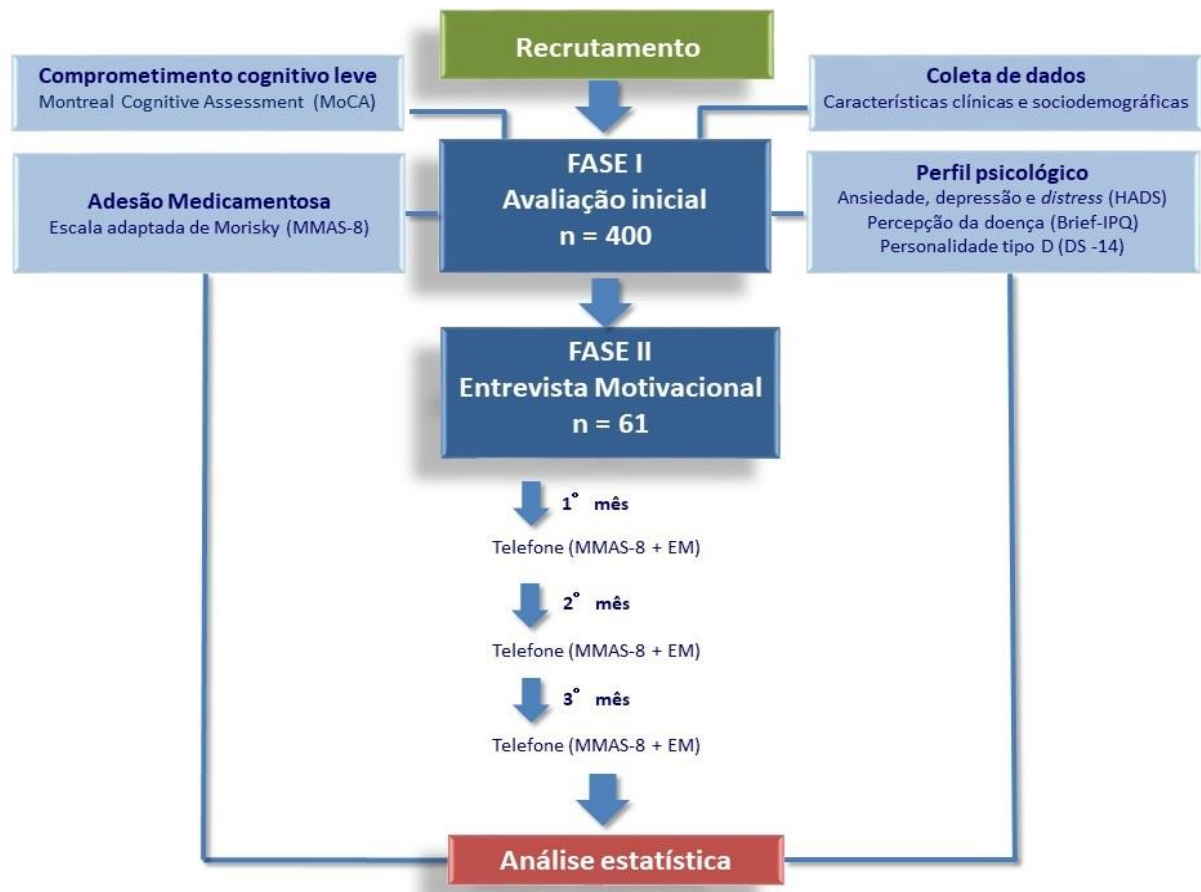 Recrutamento
Comprometimento cognitivo leve
Montreal Cognitive Assessment (MoCA)
Coleta de dados
Características clínicas e sociodemográficas
FASE I
Avaliação inicial
n = 400
Adesão Medicamentosa
Escala adaptada de Morisky (MMAS-8)
Perfil psicológico
Ansiedade, depressão e distress (HADS)
Percepção da doença (Brief-IPQ)
Personalidade tipo D (DS -14)
FASE II
Entrevista Motivacional
n = 61
1° mês
Telefone (MMAS-8 + EM)
2° mês
Telefone (MMAS-8 + EM)
3° mês
Telefone (MMAS-8 + EM)
Análise estatística